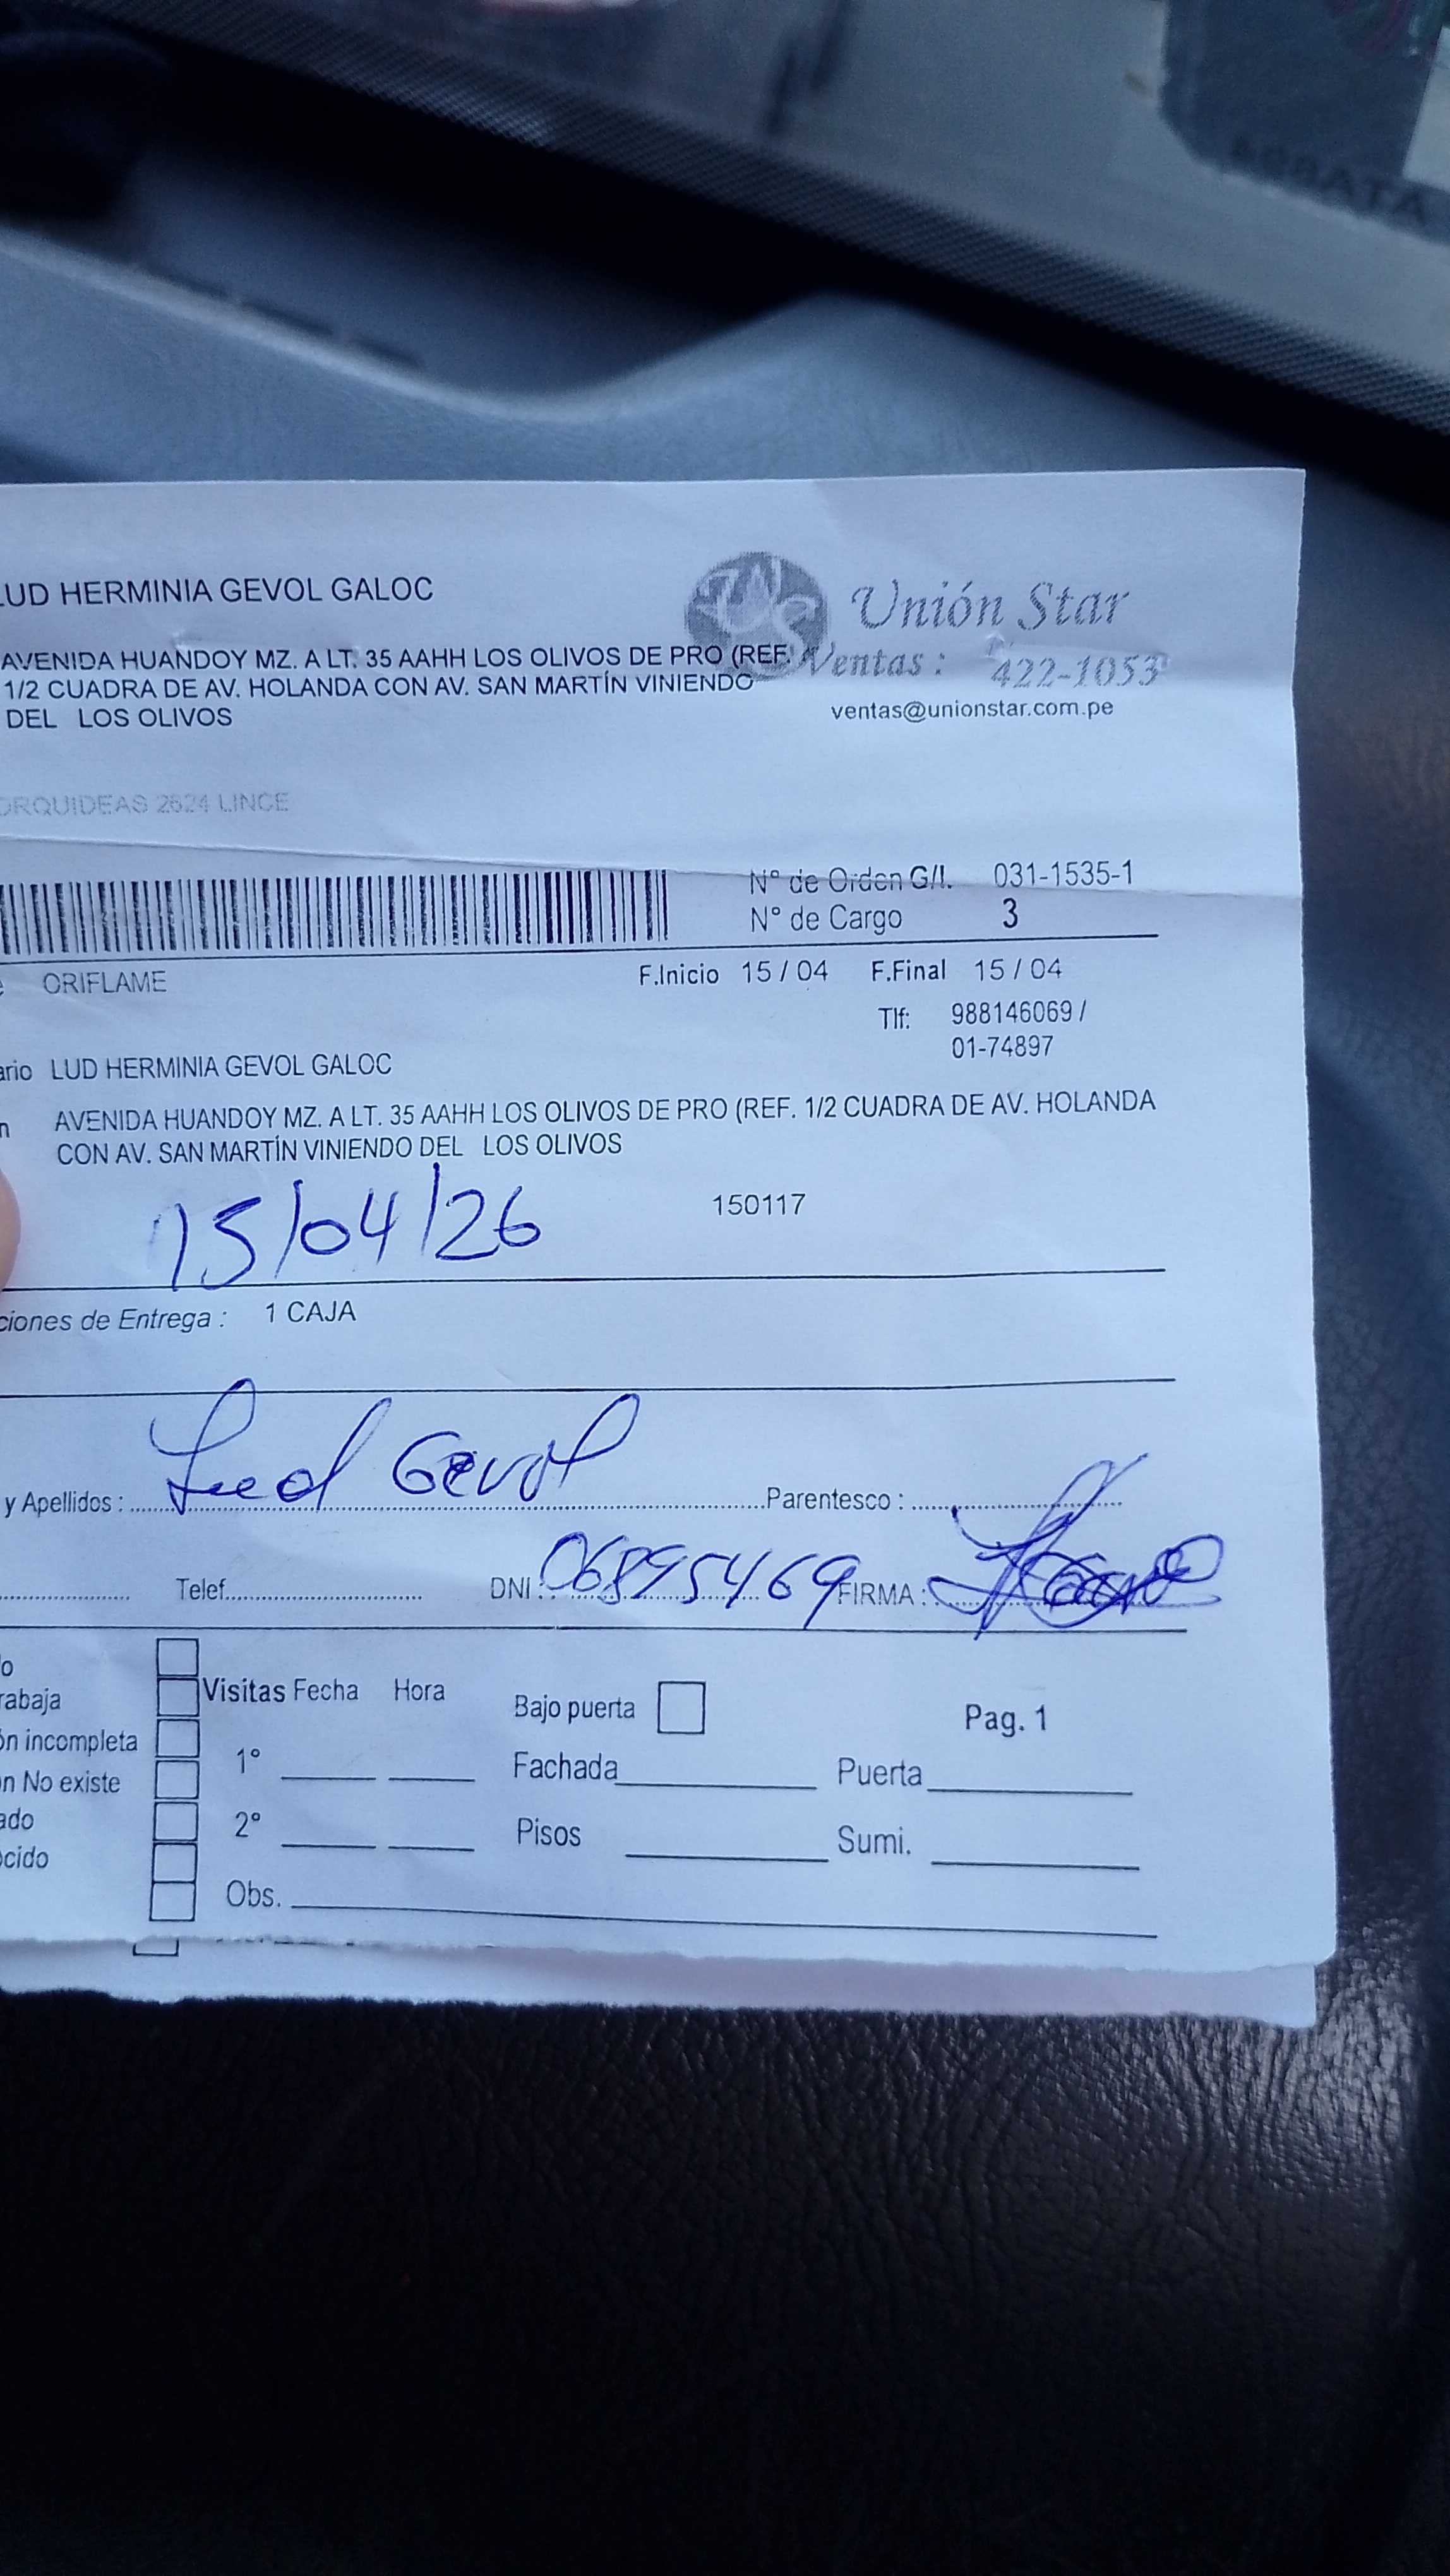 LUD HERMINIA GEVOL GALOC
Unión Star
AVENIDA HUANDOY MZ. A LT. 35 AAHH LOS OLIVOS DE PRO (REF.
Ventas : 422-1053
1/2 CUADRA DE AV. HOLANDA CON AV. SAN MARTÍN VINIENDO
ventas@unionstar.com.pe
DEL LOS OLIVOS
ORQUIDEAS 2624 LINCE
N° de Orden G/I. 031-1535-1
N° de Cargo 3
ORIFLAME F.Inicio 15 / 04 F.Final 15 / 04
Tlf: 988146069 /
01-74897
ario LUD HERMINIA GEVOL GALOC
n AVENIDA HUANDOY MZ. A LT. 35 AAHH LOS OLIVOS DE PRO (REF. 1/2 CUADRA DE AV. HOLANDA
CON AV. SAN MARTÍN VINIENDO DEL LOS OLIVOS
15/04/26 150117
ciones de Entrega : 1 CAJA
y Apellidos : Lud Gevol Parentesco :
Telef. DNI : 06895469 FIRMA :
o
rabaja Visitas Fecha Hora Bajo puerta Pag. 1
ón incompleta
1° Fachada Puerta
n No existe
ado 2° Pisos Sumi.
ocido
Obs.